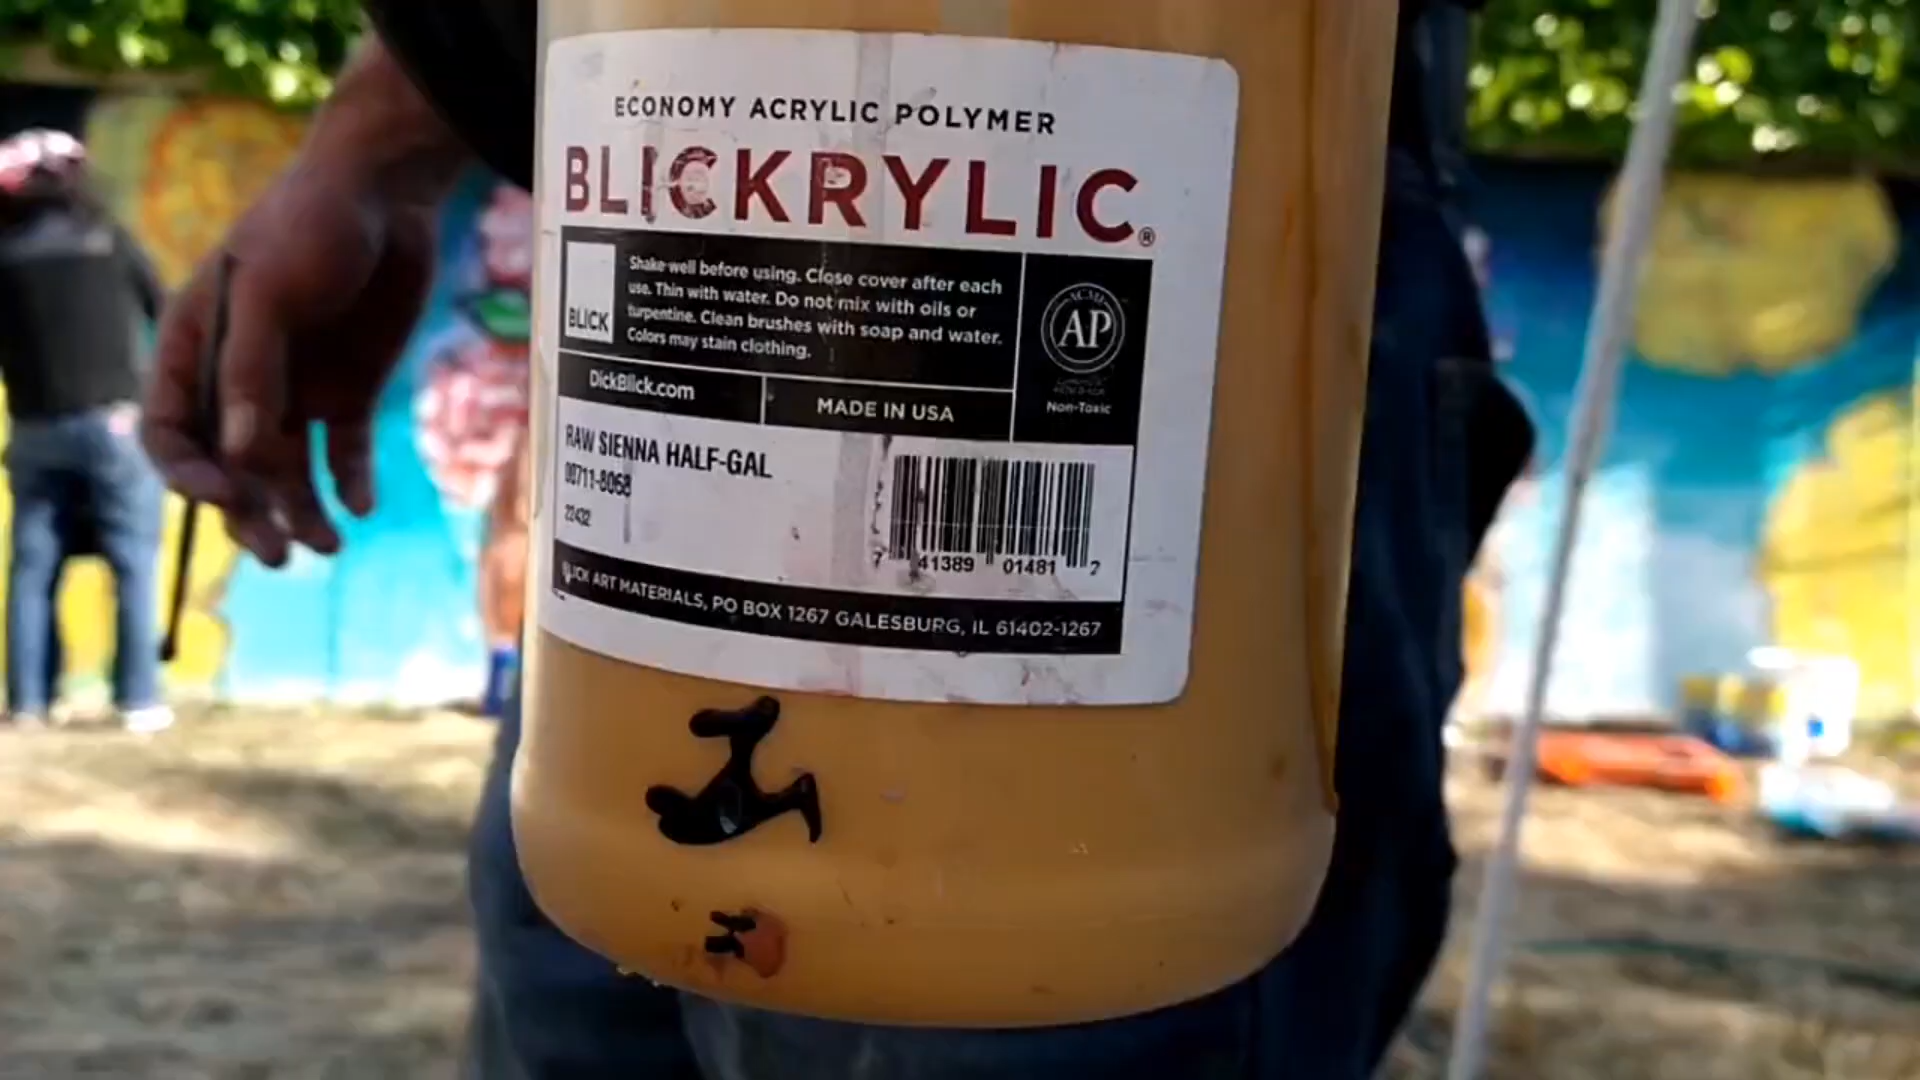 ECONOMY ACRYLIC POLYMER
BLICKRYLIC®
BLICK
Shake well before using. Close cover after each
use. Thin with water. Do not mix with oils or
turpentine. Clean brushes with soap and water.
Colors may stain clothing.
ACMI
AP
Non-Toxic
DickBlick.com
MADE IN USA
RAW SIENNA HALF-GAL
00711-8068
22432
7 41389 01481 2
BLICK ART MATERIALS, PO BOX 1267 GALESBURG, IL 61402-1267